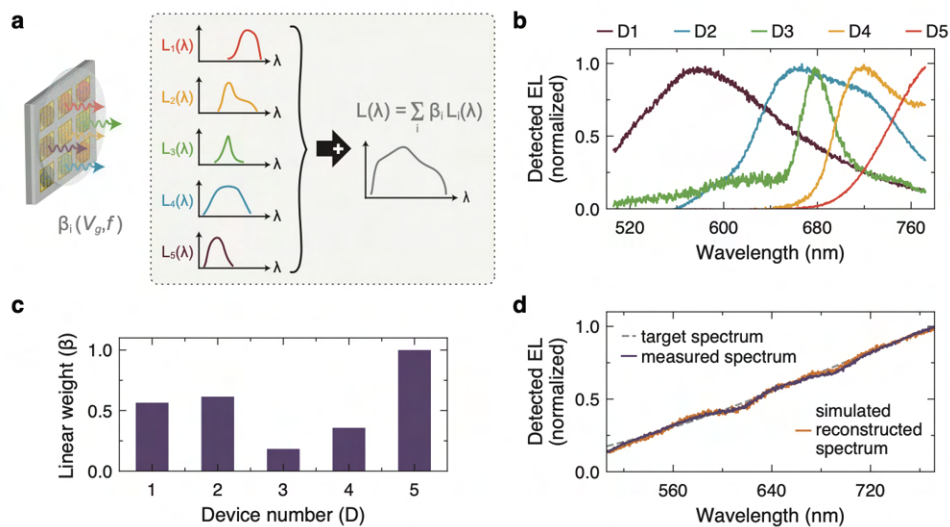 a
L₁(λ)
λ
L₂(λ)
λ
L₃(λ)
λ
L₄(λ)
λ
L₅(λ)
λ
βᵢ(V_g,f)
+
L(λ) = ∑ βᵢ Lᵢ(λ)
i
λ
b
D1 D2 D3 D4 D5
Detected EL
(normalized)
1.0
0.5
0.0
520 600 680 760
Wavelength (nm)
c
Linear weight (β)
1.0
0.5
0.0
1 2 3 4 5
Device number (D)
d
Detected EL
(normalized)
1.0
0.5
0.0
target spectrum
measured spectrum
simulated
reconstructed
spectrum
560 640 720
Wavelength (nm)